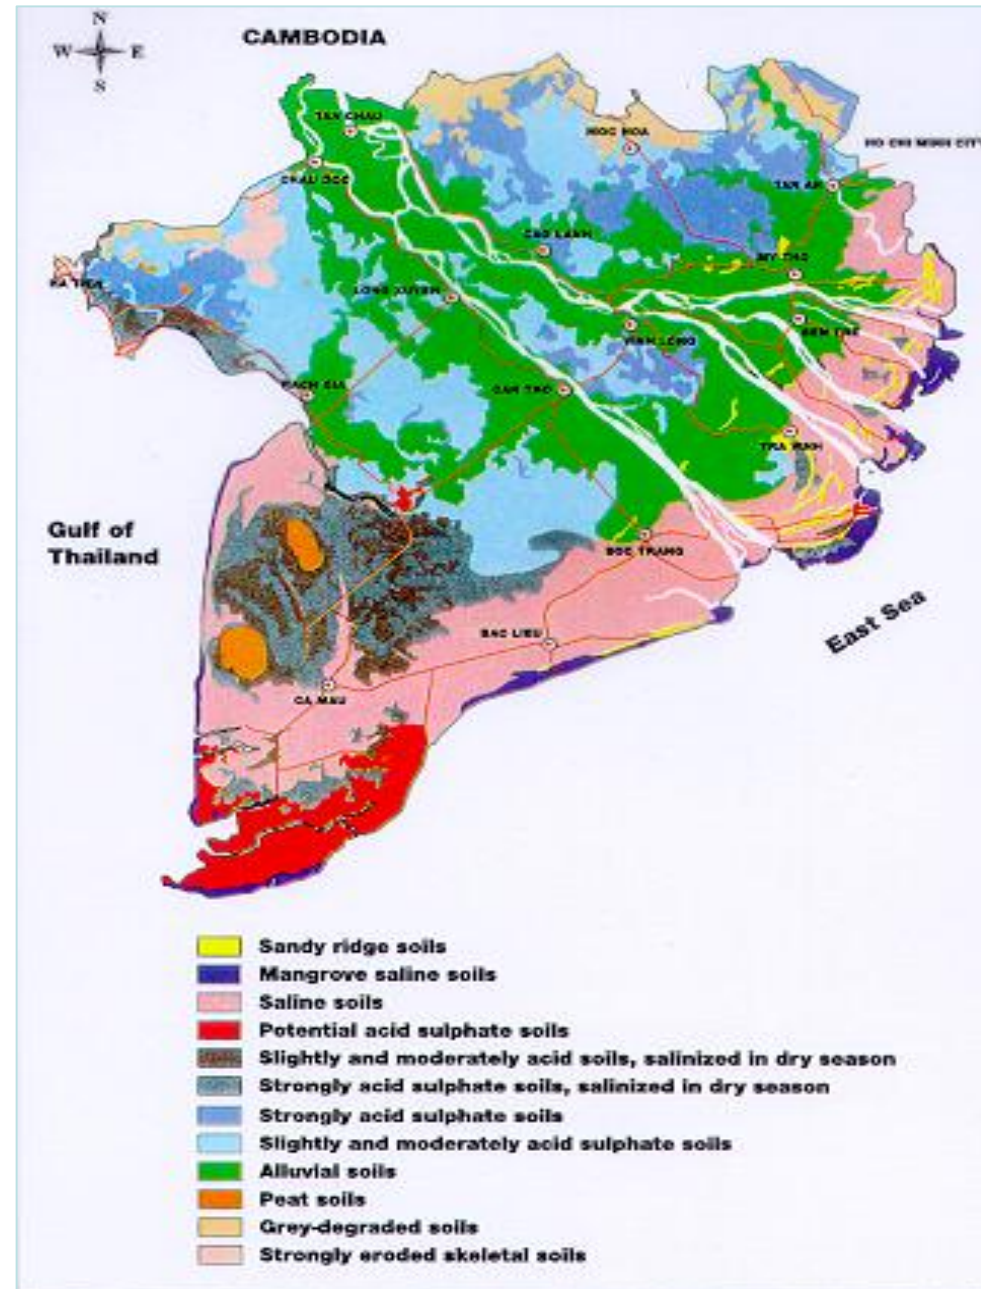 N
W E
S
CAMBODIA
TAN CHAU
MOC HOA
HO CHI MINH CITY
CHAU DOC
TAN AN
CAO LANH
MY THO
HA TIEN
LONG XUYEN
BEN TRE
VINH LONG
RACH GIA
CAN THO
TRA VINH
Gulf of
Thailand
SOC TRANG
East Sea
BAC LIEU
CA MAU
Sandy ridge soils
Mangrove saline soils
Saline soils
Potential acid sulphate soils
Slightly and moderately acid soils, salinized in dry season
Strongly acid sulphate soils, salinized in dry season
Strongly acid sulphate soils
Slightly and moderately acid sulphate soils
Alluvial soils
Peat soils
Grey-degraded soils
Strongly eroded skeletal soils